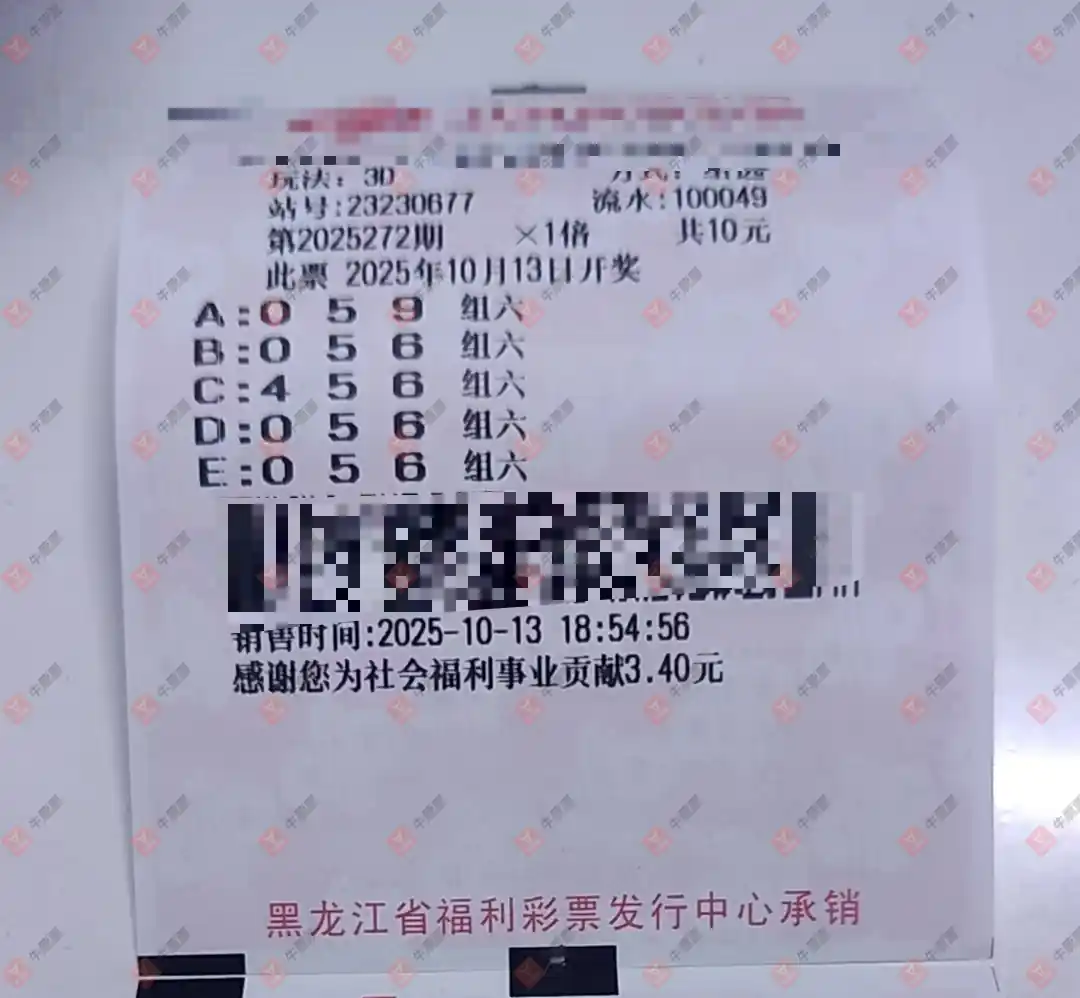 玩法：3D
站号:23230677 流水:100049
第2025272期 ×1倍 共10元
此票 2025年10月13日开奖
A:0 5 9 组六
B:0 5 6 组六
C:4 5 6 组六
D:0 5 6 组六
E:0 5 6 组六
销售时间:2025-10-13 18:54:56
感谢您为社会福利事业贡献3.40元
黑龙江省福利彩票发行中心承销